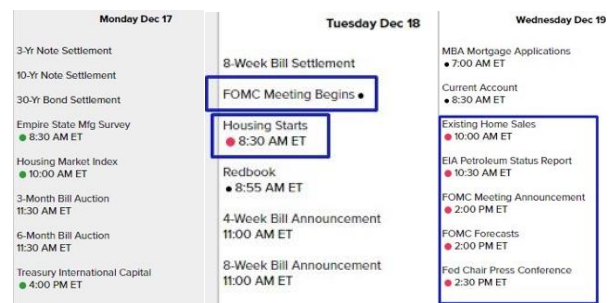 Monday Dec 17
3-Yr Note Settlement
10-Yr Note Settlement
30-Yr Bond Settlement
Empire State Mfg Survey
● 8:30 AM ET
Housing Market Index
● 10:00 AM ET
3-Month Bill Auction
11:30 AM ET
6-Month Bill Auction
11:30 AM ET
Treasury International Capital
● 4:00 PM ET
Tuesday Dec 18
8-Week Bill Settlement
FOMC Meeting Begins ●
Housing Starts
● 8:30 AM ET
Redbook
● 8:55 AM ET
4-Week Bill Announcement
11:00 AM ET
8-Week Bill Announcement
11:00 AM ET
Wednesday Dec 19
MBA Mortgage Applications
● 7:00 AM ET
Current Account
● 8:30 AM ET
Existing Home Sales
● 10:00 AM ET
EIA Petroleum Status Report
● 10:30 AM ET
FOMC Meeting Announcement
● 2:00 PM ET
FOMC Forecasts
● 2:00 PM ET
Fed Chair Press Conference
● 2:30 PM ET